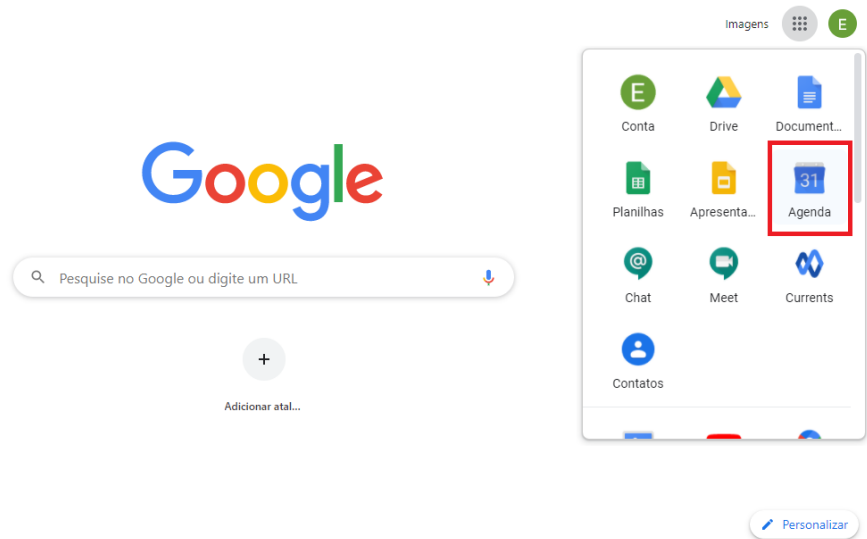 Imagens
E
Google
Pesquise no Google ou digite um URL
Adicionar atal...
E
Conta
Drive
Document...
Planilhas
Apresenta...
31
Agenda
@
Chat
Meet
Currents
Contatos
Personalizar